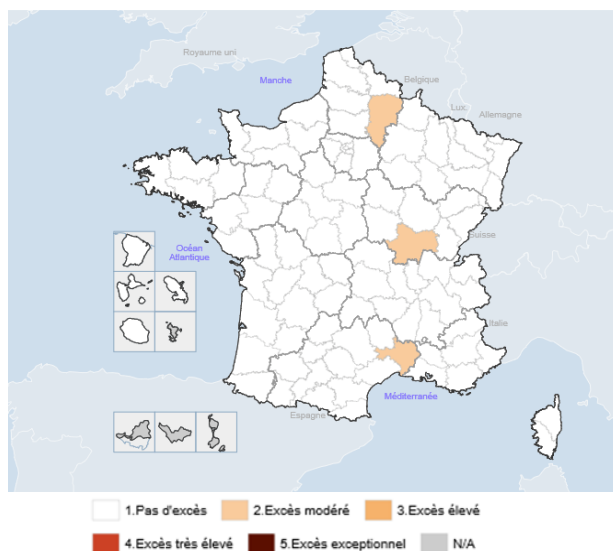 Royaume uni
Manche
Belgique
Lux.
Allemagne
Suisse
Océan
Atlantique
Italie
Méditerranée
Espagne
1.Pas d'excès
2.Excès modéré
3.Excès élevé
4.Excès très élevé
5.Excès exceptionnel
N/A